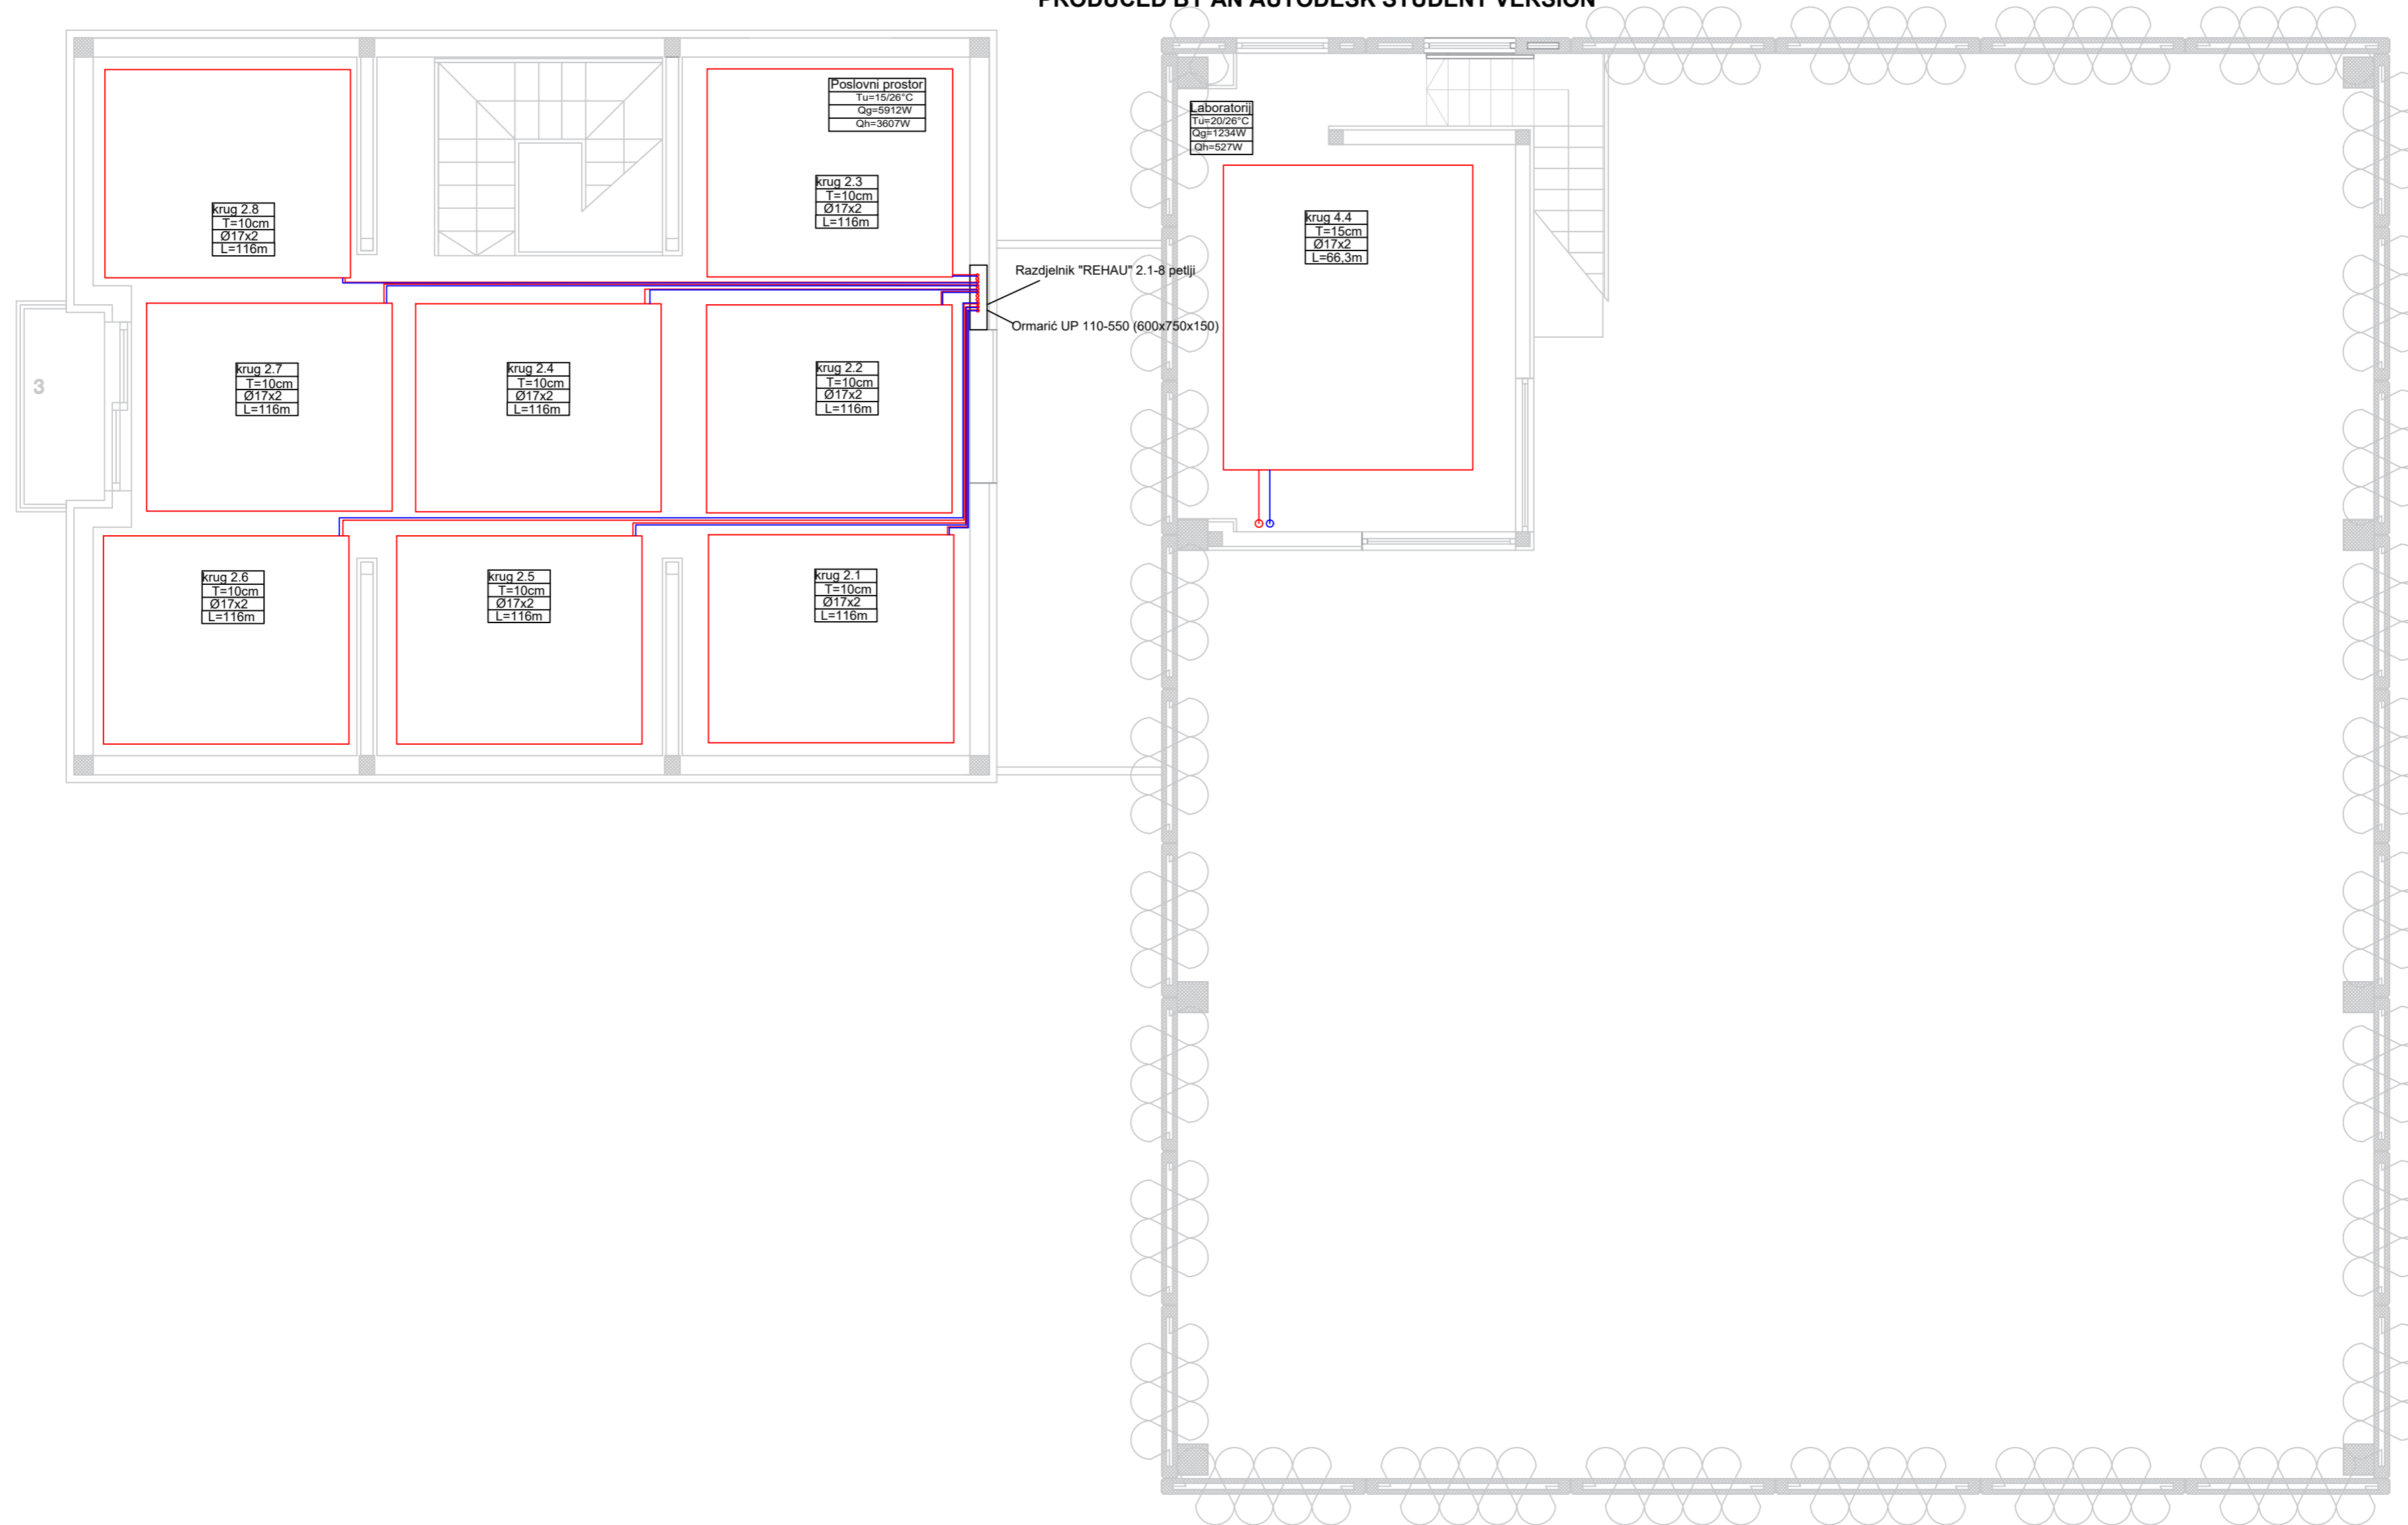 PRODUCED BY AN AUTODESK STUDENT VERSION
Poslovni prostor
Tu=15/26°C
Qg=5912W
Qh=3607W
Laboratorij
Tu=20/26°C
Qg=1234W
Qh=527W
krug 2.8
T=10cm
Ø17x2
L=116m
krug 2.3
T=10cm
Ø17x2
L=116m
krug 4.4
T=15cm
Ø17x2
L=66,3m
Razdjelnik "REHAU" 2.1-8 petlji
Ormarić UP 110-550 (600x750x150)
3
krug 2.7
T=10cm
Ø17x2
L=116m
krug 2.4
T=10cm
Ø17x2
L=116m
krug 2.2
T=10cm
Ø17x2
L=116m
krug 2.6
T=10cm
Ø17x2
L=116m
krug 2.5
T=10cm
Ø17x2
L=116m
krug 2.1
T=10cm
Ø17x2
L=116m